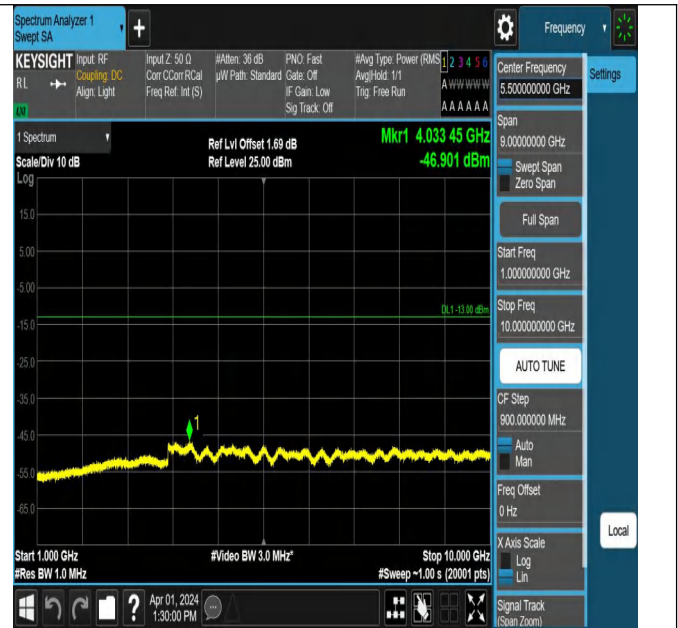 Spectrum Analyzer 1
Swept SA
+
Frequency
KEYSIGHT
RL
Input: RF
Coupling: DC
Align: Light
Input Z: 50 Ω
Corr CCorr RCal
Freq Ref: Int (S)
#Atten: 36 dB
µW Path: Standard
PNO: Fast
Gate: Off
IF Gain: Low
Sig Track: Off
#Avg Type: Power (RMS
Avg|Hold: 1/1
Trig: Free Run
1 2 3 4 5 6
A W W W W W
A A A A A A
1 Spectrum
Scale/Div 10 dB
Log
Ref Lvl Offset 1.69 dB
Ref Level 25.00 dBm
Mkr1 4.033 45 GHz
-46.901 dBm
15.0
5.00
-5.00
-15.0
-25.0
-35.0
-45.0
-55.0
-65.0
DL1 -13.00 dBm
1
Start 1.000 GHz
#Res BW 1.0 MHz
#Video BW 3.0 MHz*
Stop 10.000 GHz
#Sweep ~1.00 s (20001 pts)
Center Frequency
5.500000000 GHz
Settings
Span
9.00000000 GHz
Swept Span
Zero Span
Full Span
Start Freq
1.000000000 GHz
Stop Freq
10.000000000 GHz
AUTO TUNE
CF Step
900.000000 MHz
Auto
Man
Freq Offset
0 Hz
X Axis Scale
Log
Lin
Signal Track
(Span Zoom)
Local
?
Apr 01, 2024
1:30:00 PM